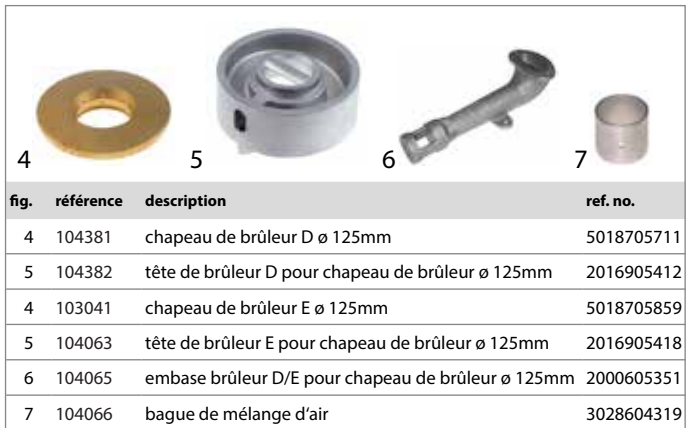 4 5 6 7
fig. référence description ref. no.
4 104381 chapeau de brûleur D ø 125mm 5018705711
5 104382 tête de brûleur D pour chapeau de brûleur ø 125mm 2016905412
4 103041 chapeau de brûleur E ø 125mm 5018705859
5 104063 tête de brûleur E pour chapeau de brûleur ø 125mm 2016905418
6 104065 embase brûleur D/E pour chapeau de brûleur ø 125mm 2000605351
7 104066 bague de mélange d‘air 3028604319